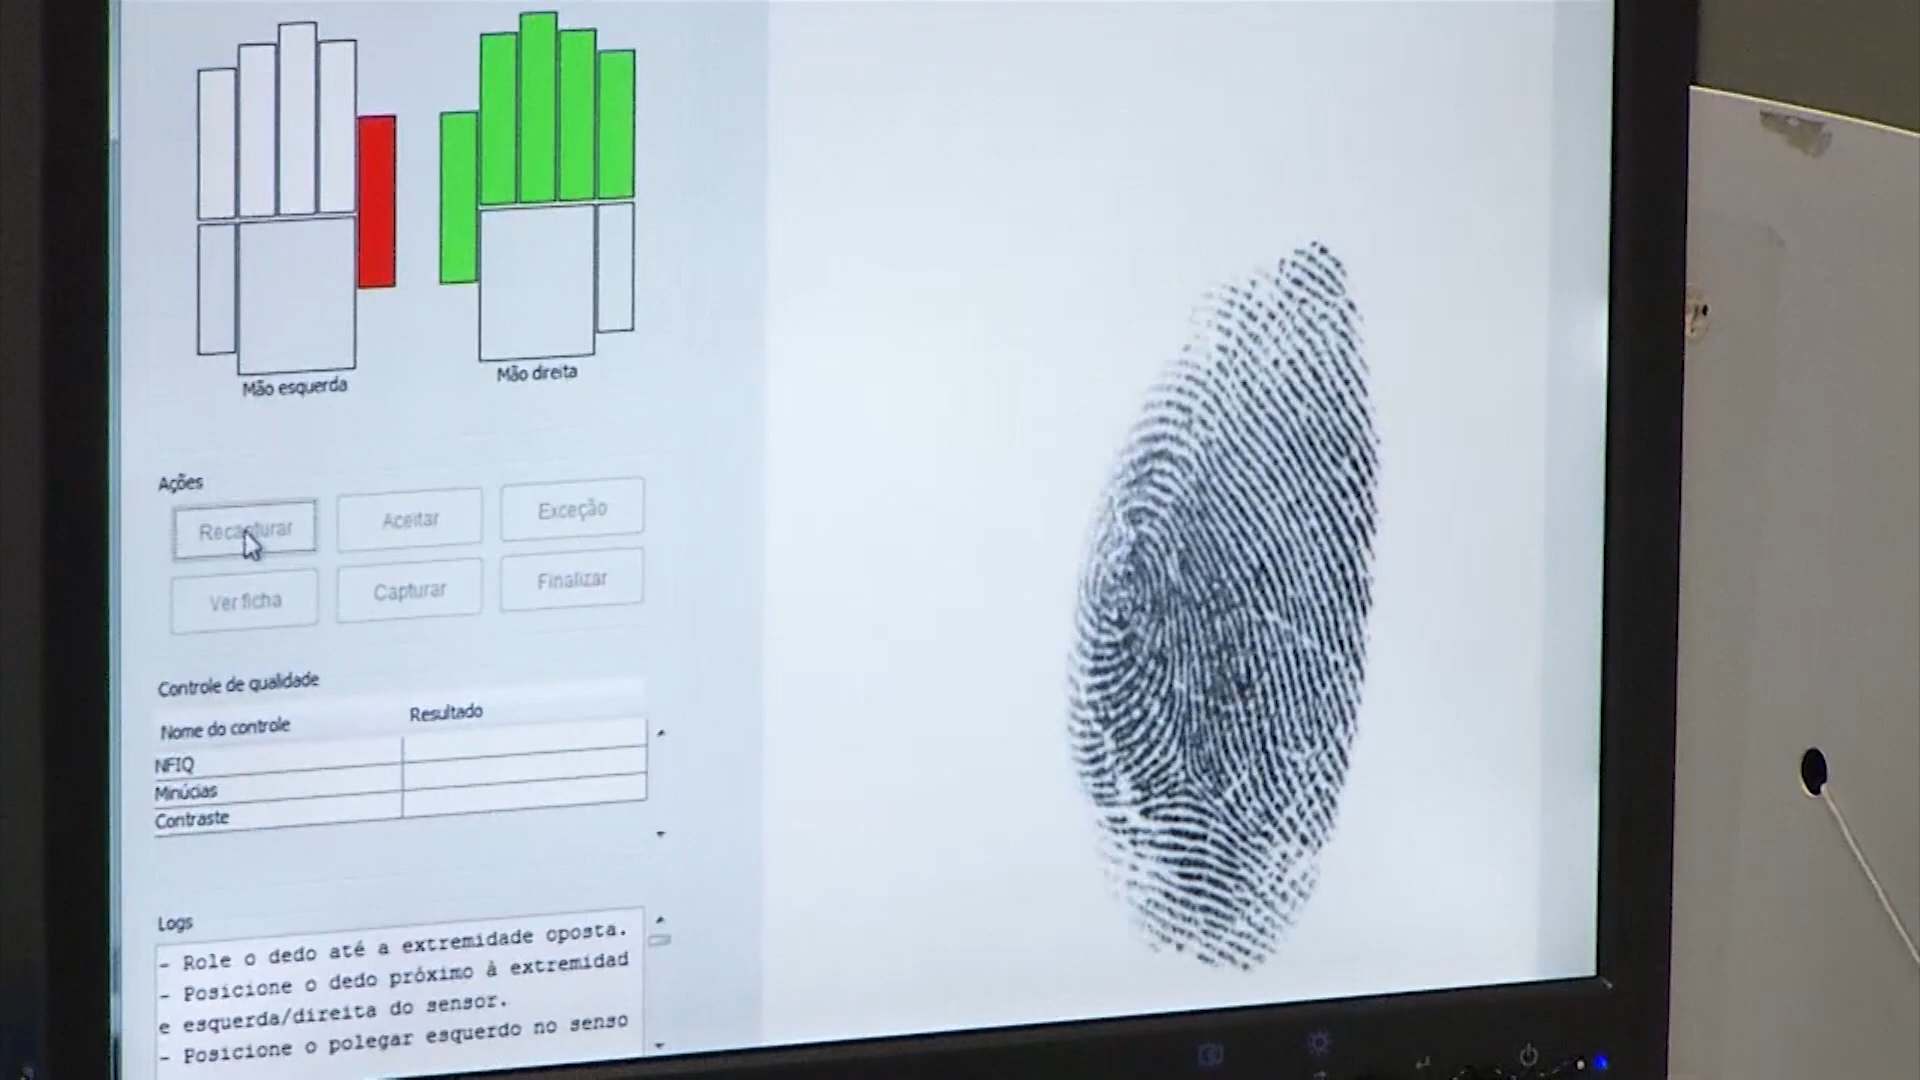 Mão esquerda
Mão direita
Ações
Recapturar
Aceitar
Exceção
Ver ficha
Capturar
Finalizar
Controle de qualidade
Nome do controle
Resultado
NFIQ
Minúcias
Contraste
Logs
- Role o dedo até a extremidade oposta.
- Posicione o dedo próximo à extremidad
e esquerda/direita do sensor.
- Posicione o polegar esquerdo no senso